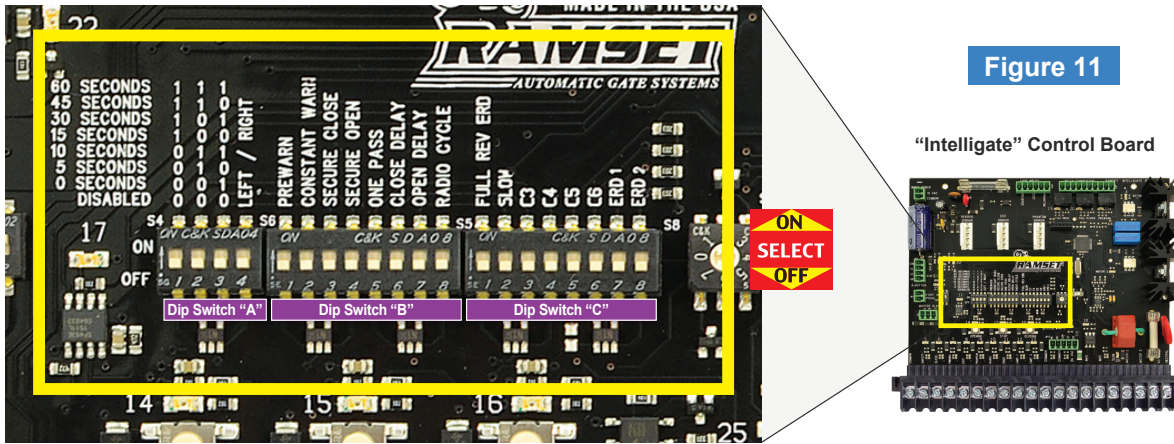 MADE IN THE USA
RAMSET
AUTOMATIC GATE SYSTEMS
22
60 SECONDS 1 1 1
45 SECONDS 1 1 0
30 SECONDS 1 0 1
15 SECONDS 1 0 0
10 SECONDS 0 1 1
5 SECONDS 0 1 0
0 SECONDS 0 0 1
DISABLED 0 0 0
LEFT / RIGHT
PREWARN
CONSTANT WARN
SECURE CLOSE
SECURE OPEN
ONE PASS
CLOSE DELAY
OPEN DELAY
RADIO CYCLE
FULL REV ERD
SLOW
C3
C4
C5
C6
ERD1
ERD2
17
S4
S6
S5
S8
ON
OFF
ON C&K SDA04
1 2 3 4
ON C&K SDA08
1 2 3 4 5 6 7 8
ON C&K SDA08
1 2 3 4 5 6 7 8
C&K
Dip Switch “A”
Dip Switch “B”
Dip Switch “C”
14
15
16
25
ON
SELECT
OFF
Figure 11
“Intelligate” Control Board
RAMSET